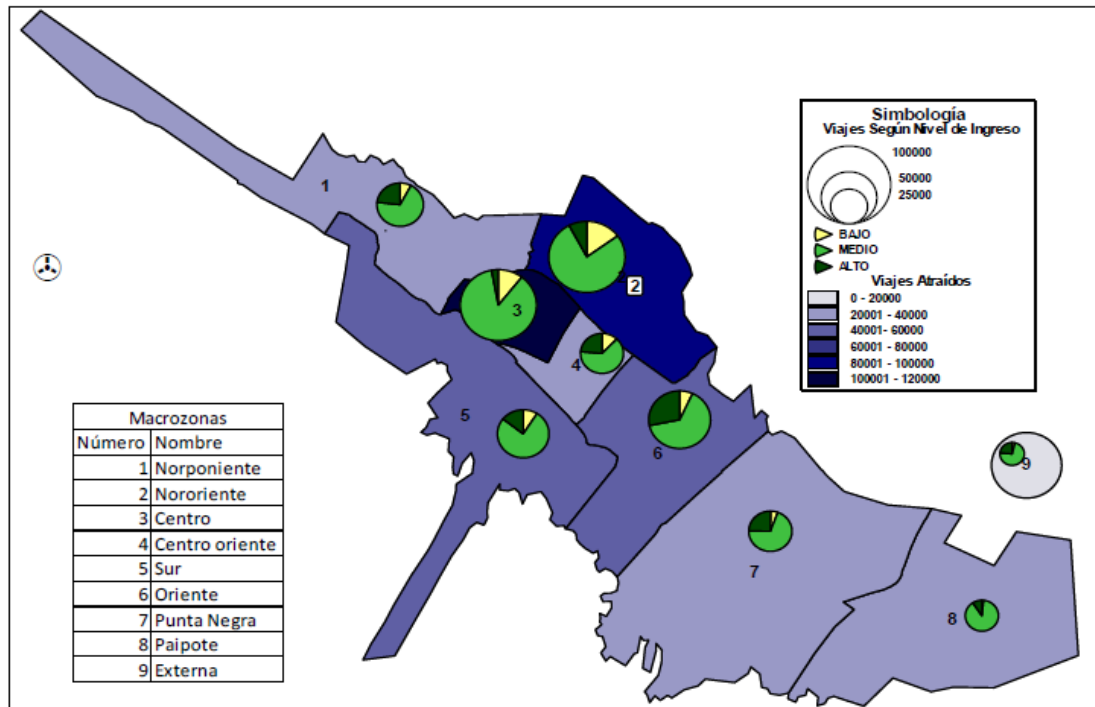 Simbología
Viajes Según Nivel de Ingreso
100000
50000
25000
BAJO
MEDIO
ALTO
Viajes Atraídos
0 - 20000
20001 - 40000
40001- 60000
60001 - 80000
80001 - 100000
100001 - 120000
1
2
3
4
5
6
7
8
9
Macrozonas
Número Nombre
1 Norponiente
2 Nororiente
3 Centro
4 Centro oriente
5 Sur
6 Oriente
7 Punta Negra
8 Paipote
9 Externa